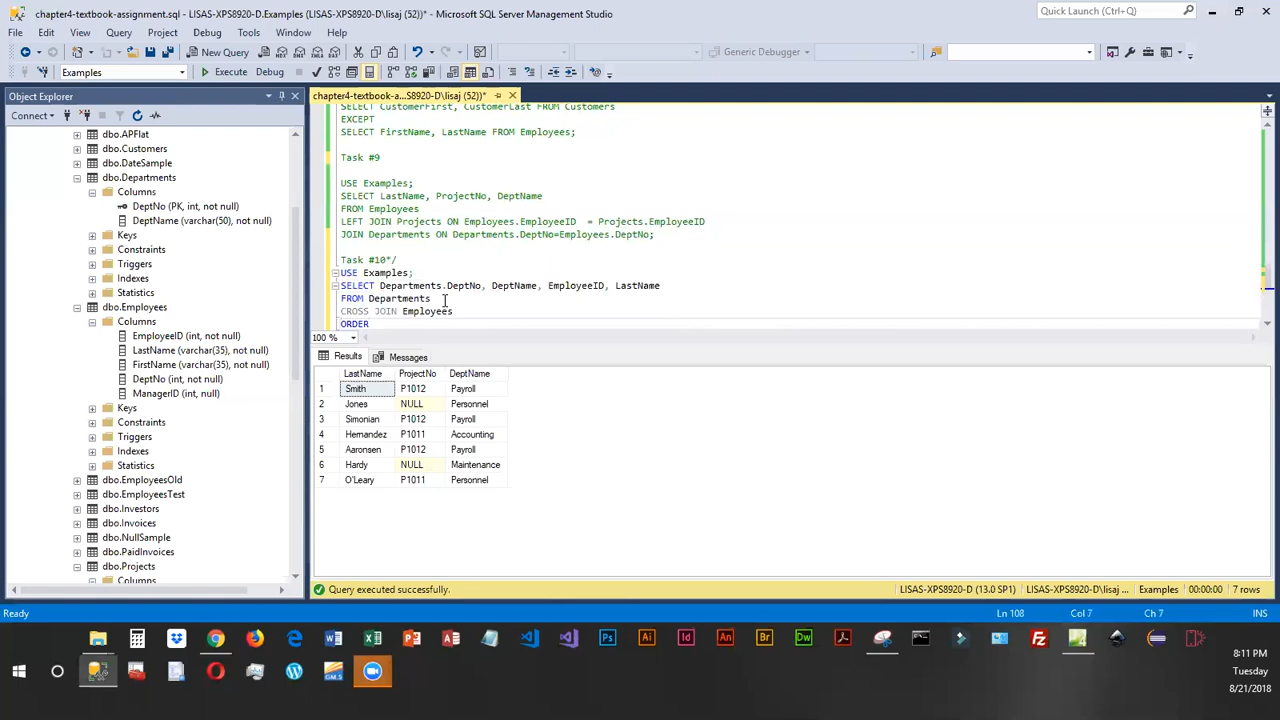 chapter4-textbook-assignment.sql - LISAS-XPS8920-D.Examples (LISAS-XPS8920-D\lisaj (52))* - Microsoft SQL Server Management Studio
Quick Launch (Ctrl+Q)
File Edit View Query Project Debug Tools Window Help
New Query
Generic Debugger
Examples
Execute Debug
Object Explorer
chapter4-textbook-a...S8920-D\lisaj (52))*
Connect
dbo.APFlat
dbo.Customers
dbo.DateSample
dbo.Departments
Columns
DeptNo (PK, int, not null)
DeptName (varchar(50), not null)
Keys
Constraints
Triggers
Indexes
Statistics
dbo.Employees
Columns
EmployeeID (int, not null)
LastName (varchar(35), not null)
FirstName (varchar(35), not null)
DeptNo (int, not null)
ManagerID (int, null)
Keys
Constraints
Triggers
Indexes
Statistics
dbo.EmployeesOld
dbo.EmployeesTest
dbo.Investors
dbo.Invoices
dbo.NullSample
dbo.PaidInvoices
dbo.Projects
Columns
SELECT CustomerFirst, CustomerLast FROM Customers
EXCEPT
SELECT FirstName, LastName FROM Employees;
Task #9
USE Examples;
SELECT LastName, ProjectNo, DeptName
FROM Employees
LEFT JOIN Projects ON Employees.EmployeeID  = Projects.EmployeeID
JOIN Departments ON Departments.DeptNo=Employees.DeptNo;
Task #10*/
USE Examples;
SELECT Departments.DeptNo, DeptName, EmployeeID, LastName
FROM Departments
CROSS JOIN Employees
ORDER
100 %
Results Messages
LastName ProjectNo DeptName
1 Smith P1012 Payroll
2 Jones NULL Personnel
3 Simonian P1012 Payroll
4 Hernandez P1011 Accounting
5 Aaronsen P1012 Payroll
6 Hardy NULL Maintenance
7 O'Leary P1011 Personnel
Query executed successfully.
LISAS-XPS8920-D (13.0 SP1) LISAS-XPS8920-D\lisaj ... Examples 00:00:00 7 rows
Ready
Ln 108 Col 7 Ch 7 INS
8:11 PM
Tuesday
8/21/2018